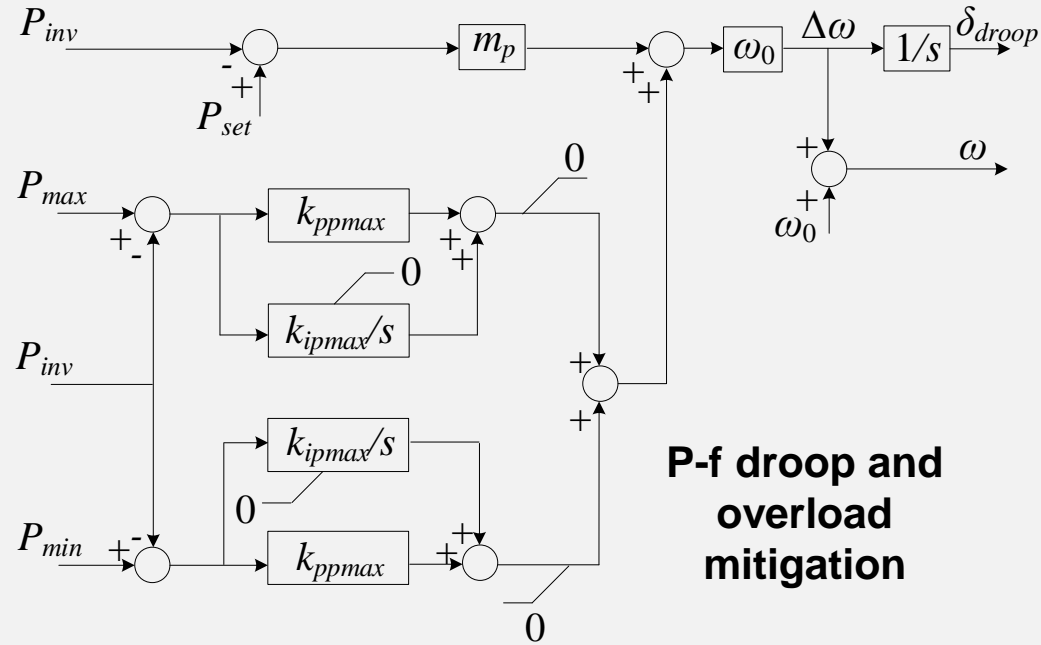 P_inv
-
+
P_set
m_p
+
+
ω_0
Δω
1/s
δ_droop
+
+
ω_0
ω
P_max
+
-
k_ppmax
+
+
0
0
k_ipmax/s
P_inv
+
+
k_ipmax/s
0
P_min
+
-
k_ppmax
+
+
0
P-f droop and
overload
mitigation